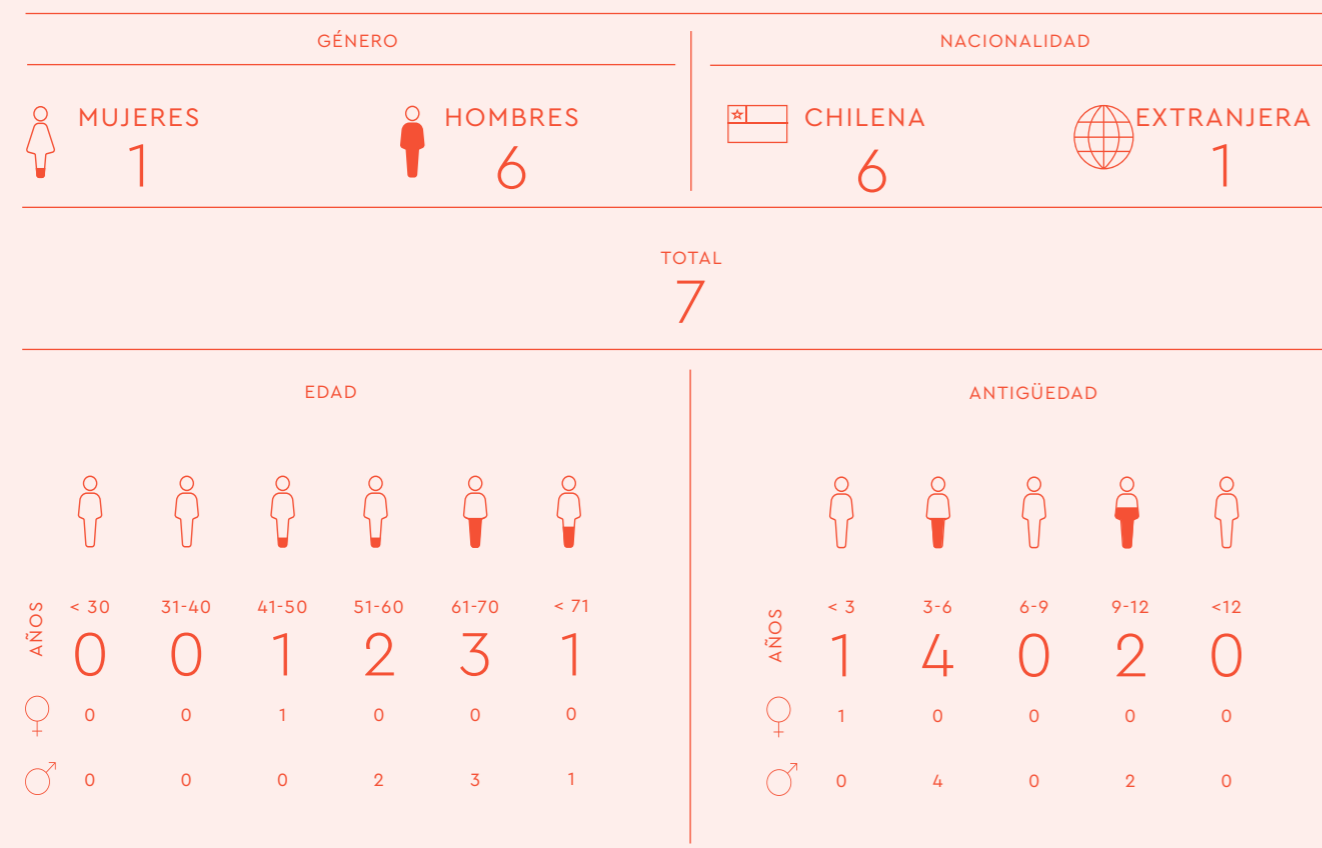 GÉNERO
NACIONALIDAD
MUJERES
1
HOMBRES
6
CHILENA
6
EXTRANJERA
1
TOTAL
7
EDAD
AÑOS
< 30 31-40 41-50 51-60 61-70 < 71
0 0 1 2 3 1
0 0 1 0 0 0
0 0 0 2 3 1
ANTIGÜEDAD
AÑOS
< 3 3-6 6-9 9-12 <12
1 4 0 2 0
1 0 0 0 0
0 4 0 2 0